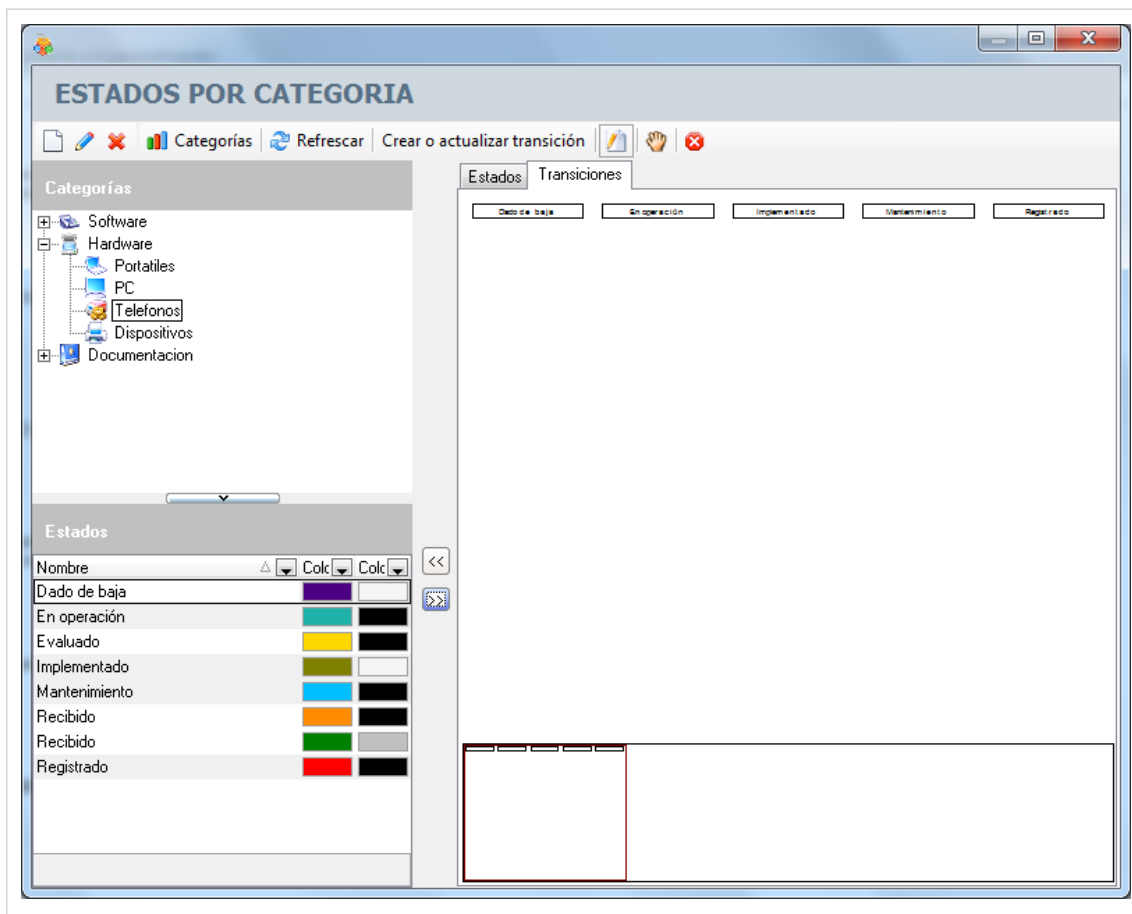 ESTADOS POR CATEGORIA
Categorías Refrescar Crear o actualizar transición
Categorías
Software
Hardware
Portatiles
PC
Telefonos
Dispositivos
Documentacion
Estados Transiciones
Dado de baja En operación Implementado Mantenimiento Registrado
Estados
Nombre Colc Colc
<< 
Dado de baja
>>
En operación
Evaluado
Implementado
Mantenimiento
Recibido
Recibido
Registrado